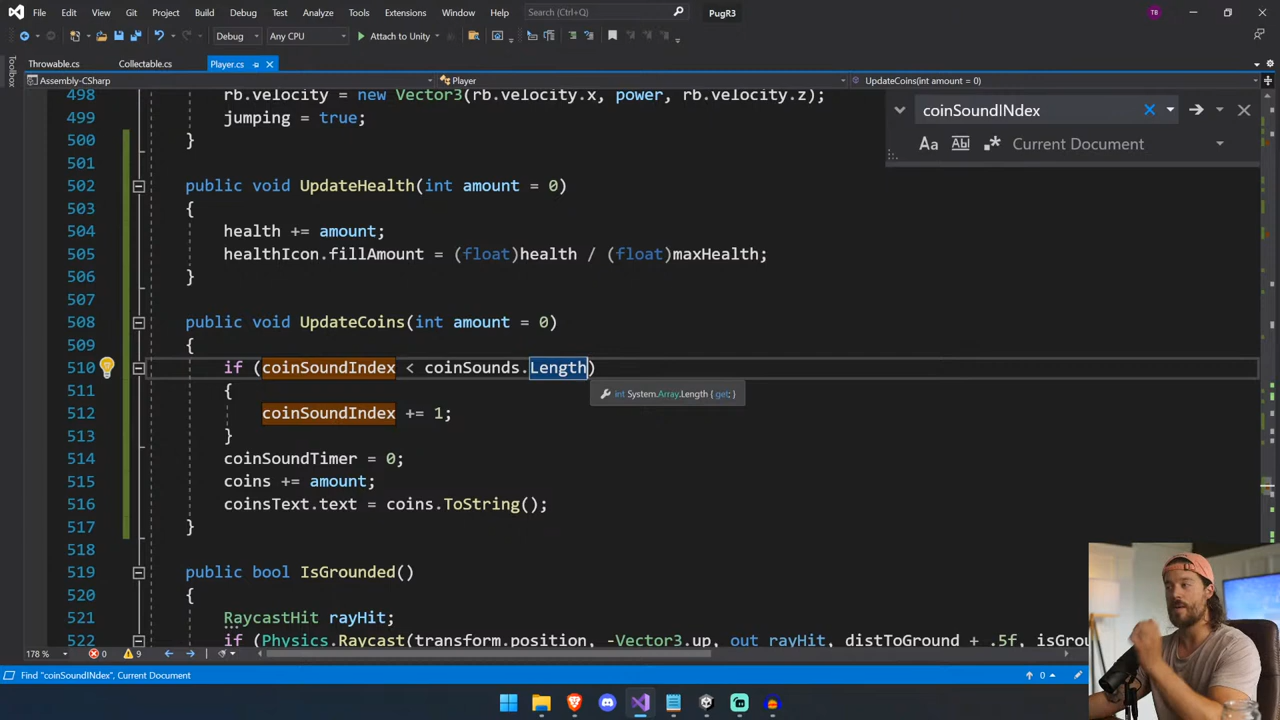 File Edit View Git Project Build Debug Test Analyze Tools Extensions Window Help Search (Ctrl+Q) PugR3 TB
Debug Any CPU Attach to Unity
Toolbox
Throwable.cs Collectable.cs Player.cs
Assembly-CSharp Player UpdateCoins(int amount = 0)
coinSoundINdex
Current Document
498 rb.velocity = new Vector3(rb.velocity.x, power, rb.velocity.z);
499 jumping = true;
500 }
501
502 public void UpdateHealth(int amount = 0)
503 {
504 health += amount;
505 healthIcon.fillAmount = (float)health / (float)maxHealth;
506 }
507
508 public void UpdateCoins(int amount = 0)
509 {
510 if (coinSoundIndex < coinSounds.Length)
int System.Array.Length { get; }
511 {
512 coinSoundIndex += 1;
513 }
514 coinSoundTimer = 0;
515 coins += amount;
516 coinsText.text = coins.ToString();
517 }
518
519 public bool IsGrounded()
520 {
521 RaycastHit rayHit;
522 if (Physics.Raycast(transform.position, -Vector3.up, out rayHit, distToGround + .5f, isGrou
178 % 0 9
Find "coinSoundINdex", Current Document 0